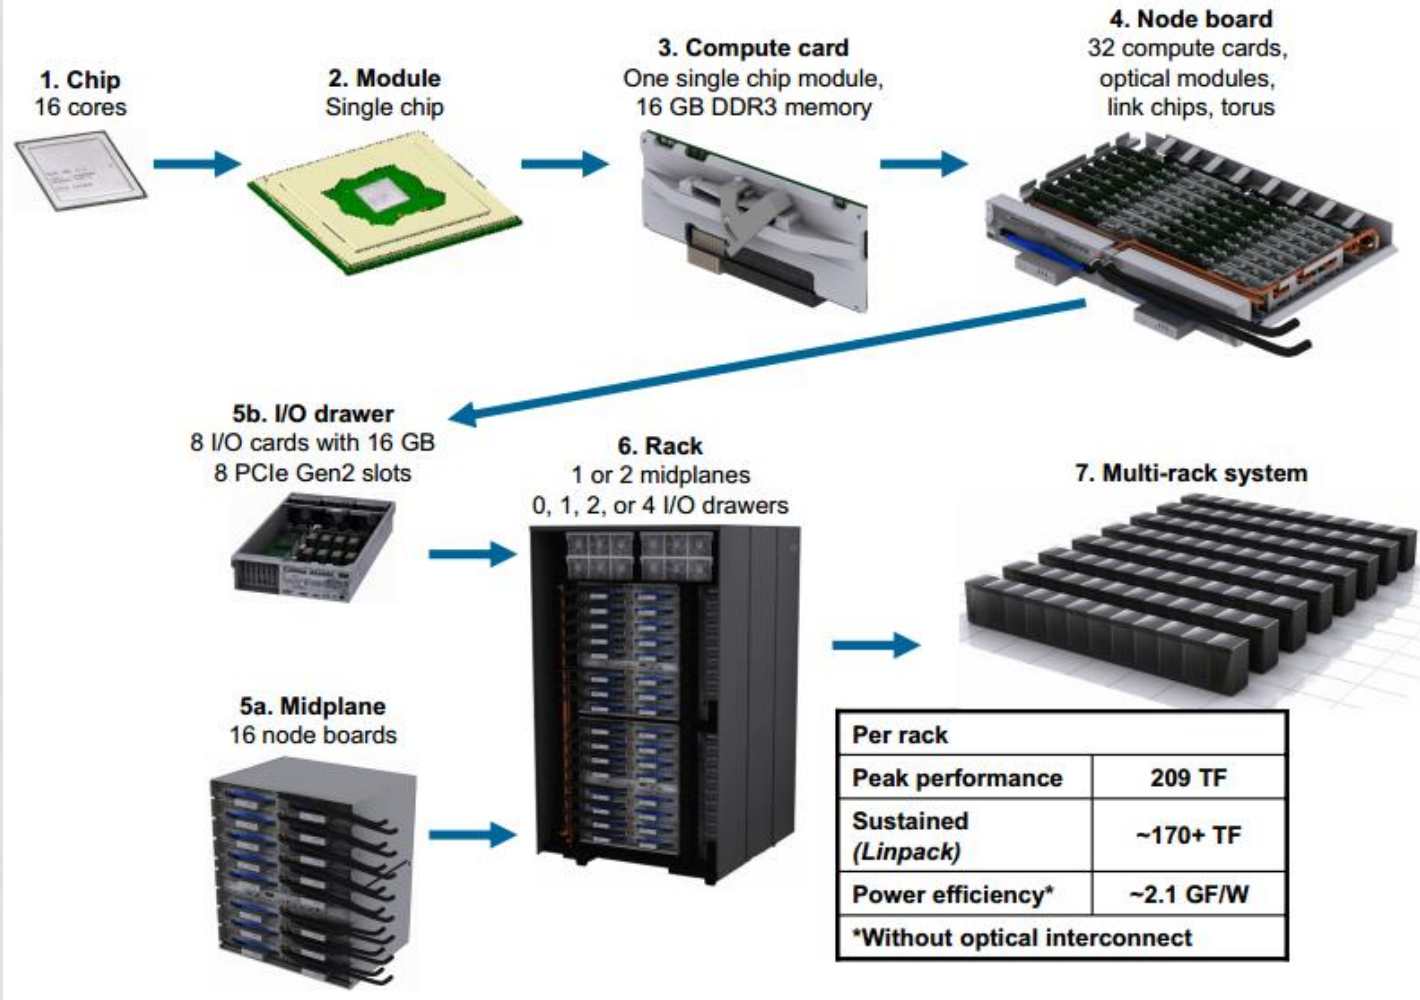 1. Chip
16 cores
2. Module
Single chip
3. Compute card
One single chip module,
16 GB DDR3 memory
4. Node board
32 compute cards,
optical modules,
link chips, torus
5b. I/O drawer
8 I/O cards with 16 GB
8 PCIe Gen2 slots
6. Rack
1 or 2 midplanes
0, 1, 2, or 4 I/O drawers
7. Multi-rack system
5a. Midplane
16 node boards
Per rack
Peak performance 209 TF
Sustained
(Linpack) ~170+ TF
Power efficiency* ~2.1 GF/W
*Without optical interconnect